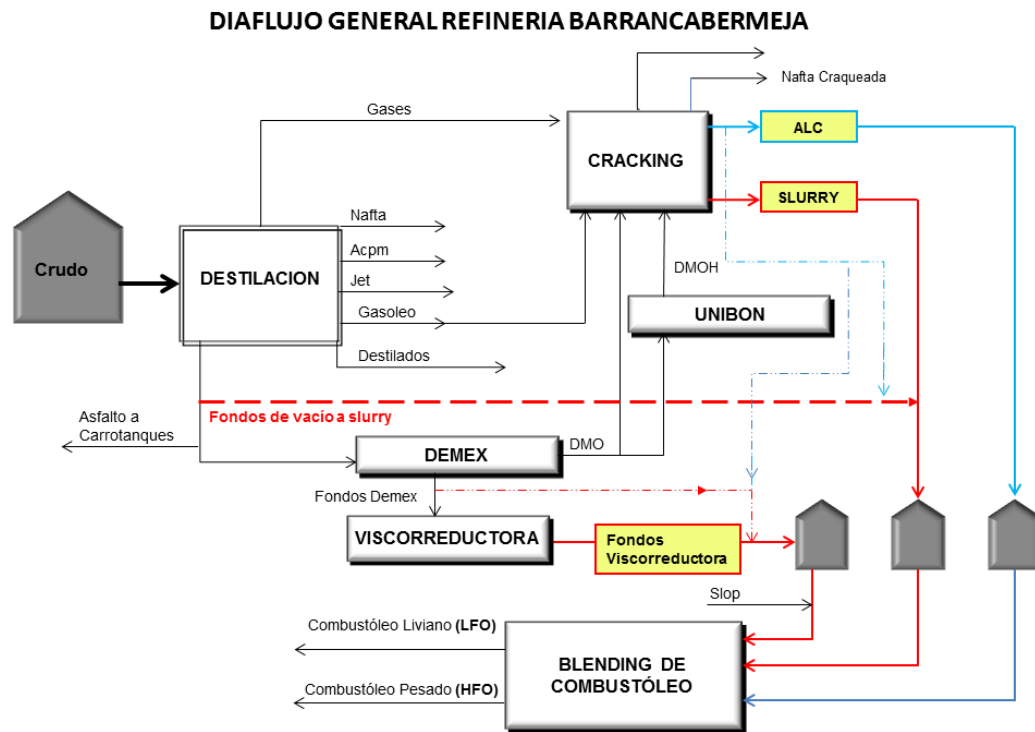 DIAFLUJO GENERAL REFINERIA BARRANCABERMEJA
Nafta Craqueada
Gases
ALC
CRACKING
SLURRY
Crudo
DESTILACION
Nafta
Acpm
Jet
Gasoleo
Destilados
DMOH
UNIBON
Asfalto a
Carrotanques
Fondos de vacío a slurry
DEMEX
DMO
Fondos Demex
VISCORREDUCTORA
Fondos
Viscorreductora
Slop
Combustóleo Liviano (LFO)
Combustóleo Pesado (HFO)
BLENDING DE
COMBUSTÓLEO